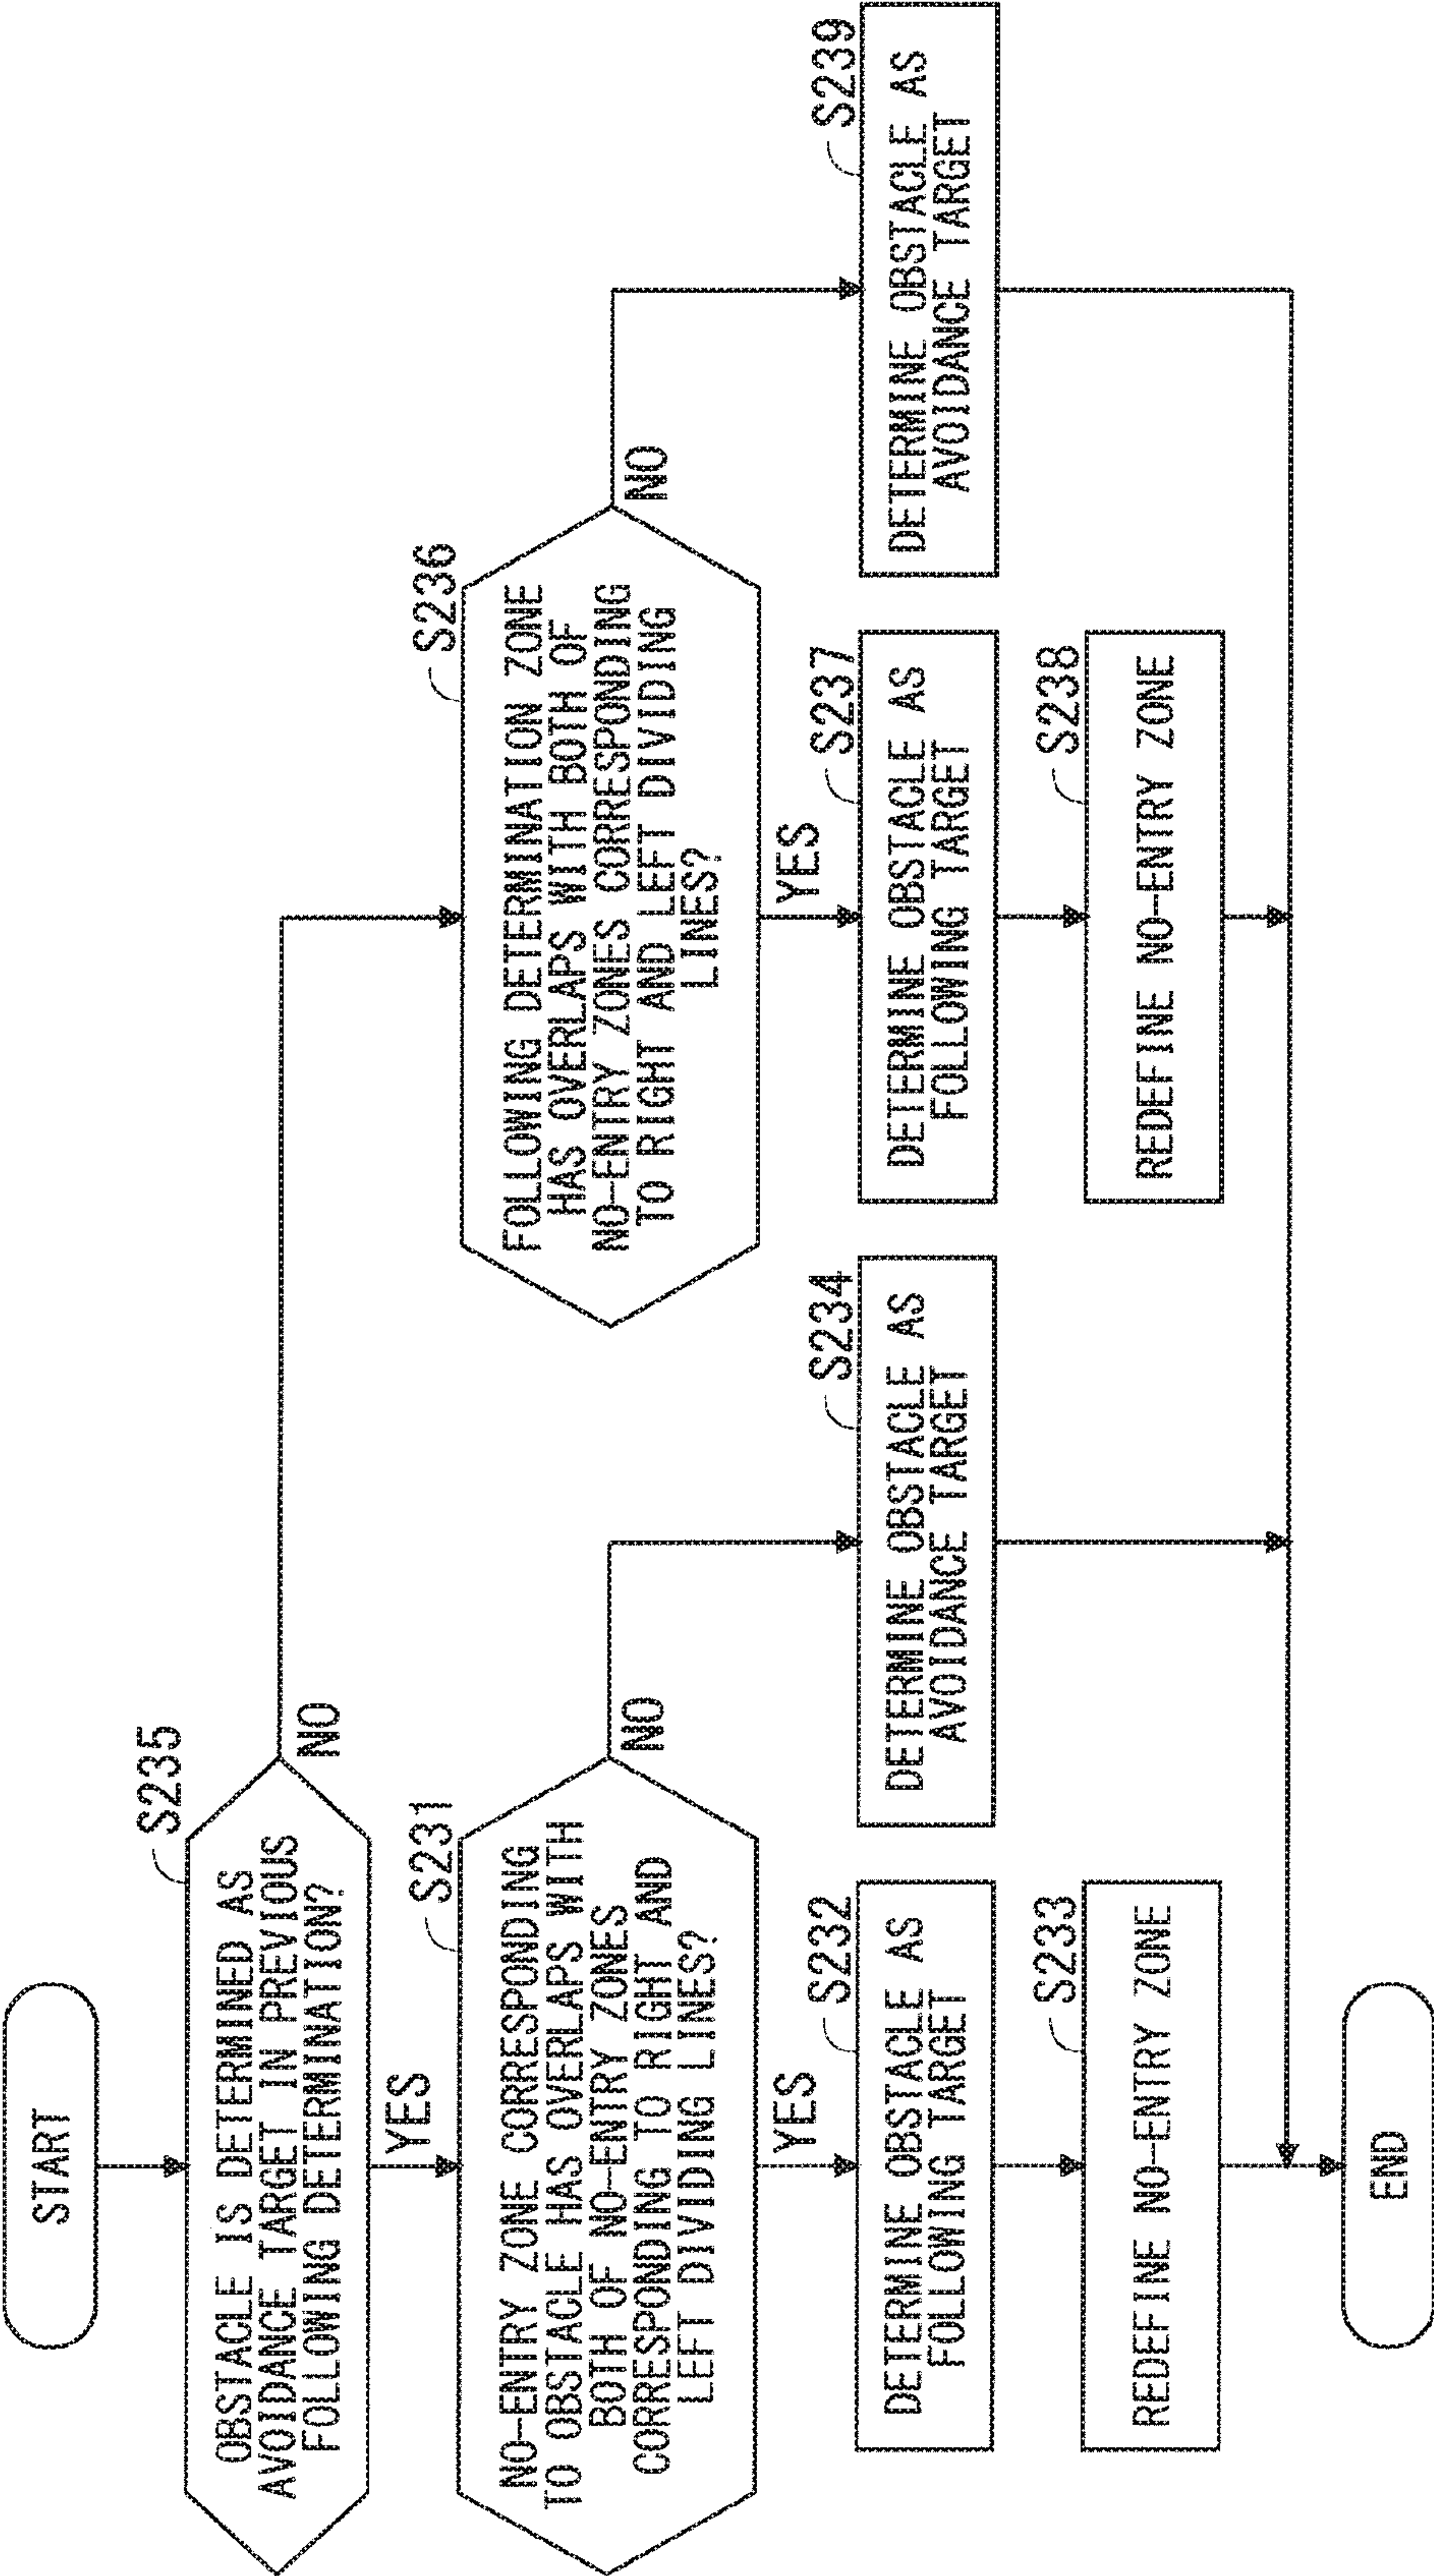 START
S235
OBSTACLE IS DETERMINED AS
AVOIDANCE TARGET IN PREVIOUS
FOLLOWING DETERMINATION?
NO
YES
S231
NO-ENTRY ZONE CORRESPONDING
TO OBSTACLE HAS OVERLAPS WITH
BOTH OF NO-ENTRY ZONES
CORRESPONDING TO RIGHT AND
LEFT DIVIDING LINES?
NO
YES
S236
FOLLOWING DETERMINATION ZONE
HAS OVERLAPS WITH BOTH OF
NO-ENTRY ZONES CORRESPONDING
TO RIGHT AND LEFT DIVIDING
LINES?
NO
YES
S232
DETERMINE OBSTACLE AS
FOLLOWING TARGET
S234
DETERMINE OBSTACLE AS
AVOIDANCE TARGET
S237
DETERMINE OBSTACLE AS
FOLLOWING TARGET
S239
DETERMINE OBSTACLE AS
AVOIDANCE TARGET
S233
REDEFINE NO-ENTRY ZONE
S238
REDEFINE NO-ENTRY ZONE
END